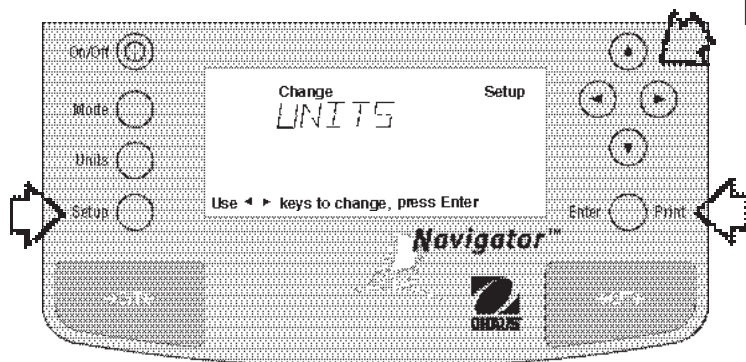 On/Off
Change Setup
UNITS
Mode
Units
Setup
Use ◄ ► keys to change, press Enter
Enter Print
Navigator™
OHAUS